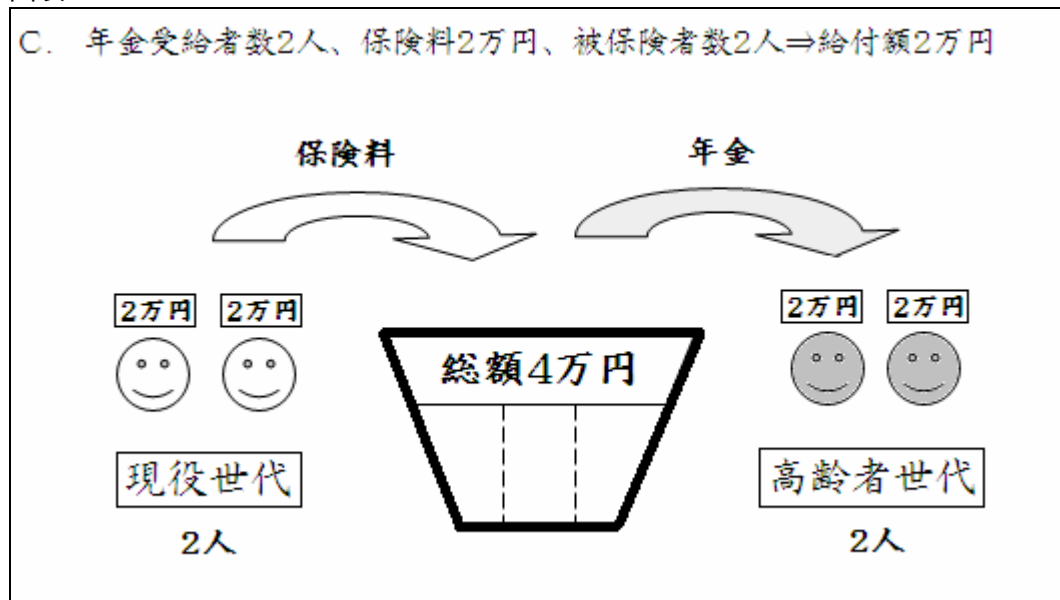 C. 年金受給者数2人、保険料2万円、被保険者数2人⇒給付額2万円
保険料
年金
2万円 2万円
2万円 2万円
総額4万円
現役世代
高齢者世代
2人
2人